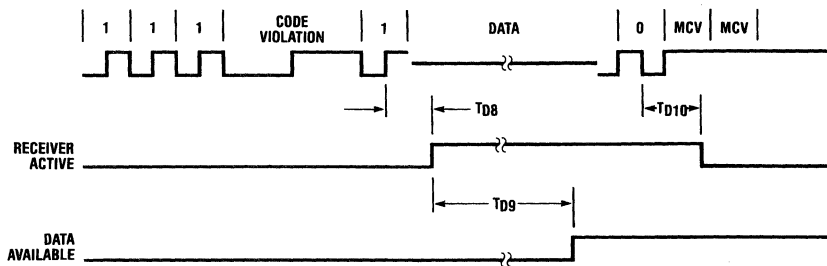 1 1 1 CODE VIOLATION 1 DATA 0 MCV MCV
TD8
TD10
RECEIVER
ACTIVE
TD9
DATA
AVAILABLE